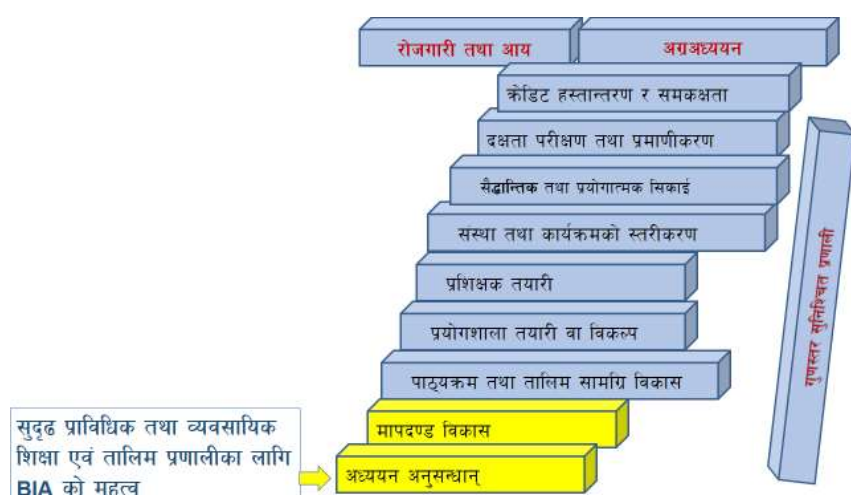 रोजगारी तथा आय
अग्रअध्ययन
क्रेडिट हस्तान्तरण र समकक्षता
दक्षता परीक्षण तथा प्रमाणीकरण
सैद्धान्तिक तथा प्रयोगात्मक सिकाई
संस्था तथा कार्यक्रमको स्तरीकरण
प्रशिक्षक तयारी
प्रयोगशाला तयारी वा विकल्प
पाठ्यक्रम तथा तालिम सामग्रि विकास
मापदण्ड विकास
अध्ययन अनुसन्धान्
गुणस्तर सुनिश्चित प्रणाली
सुदृढ प्राविधिक तथा व्यवसायिक
शिक्षा एवं तालिम प्रणालीका लागि
BIA को महत्व